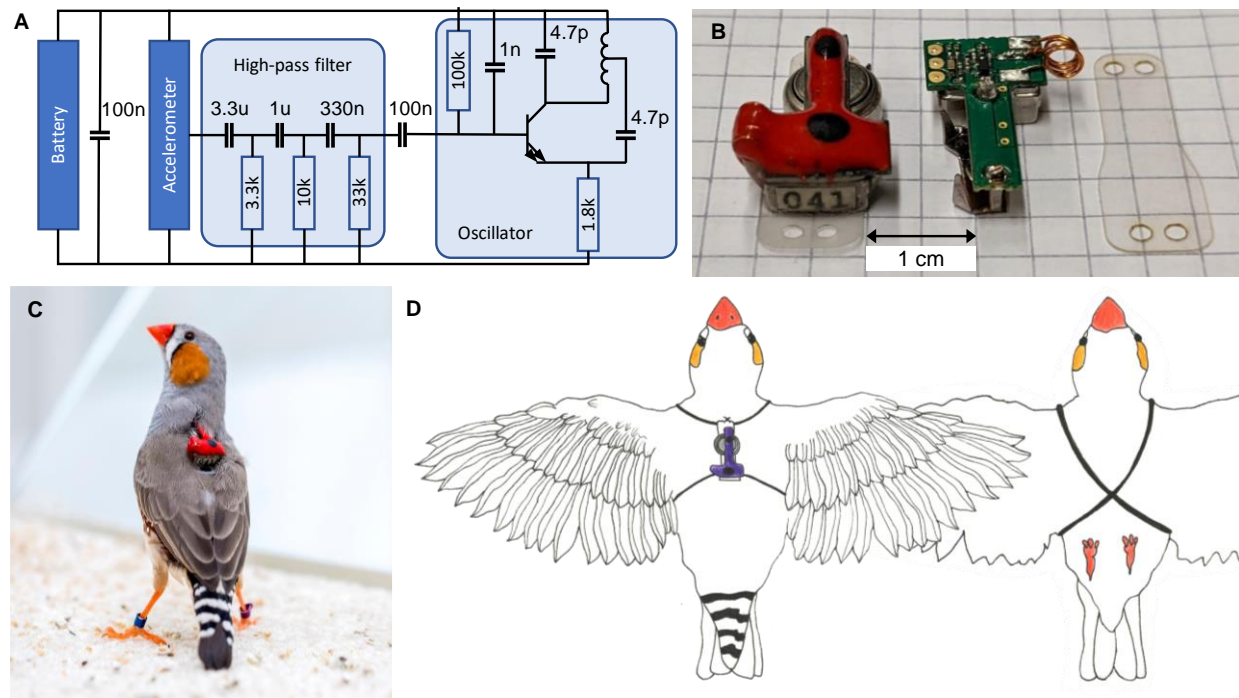 A
Battery
100n
Accelerometer
High-pass filter
3.3u
1u
330n
3.3k
10k
33k
100n
100k
1n
4.7p
4.7p
1.8k
Oscillator
B
041
1 cm
C
D